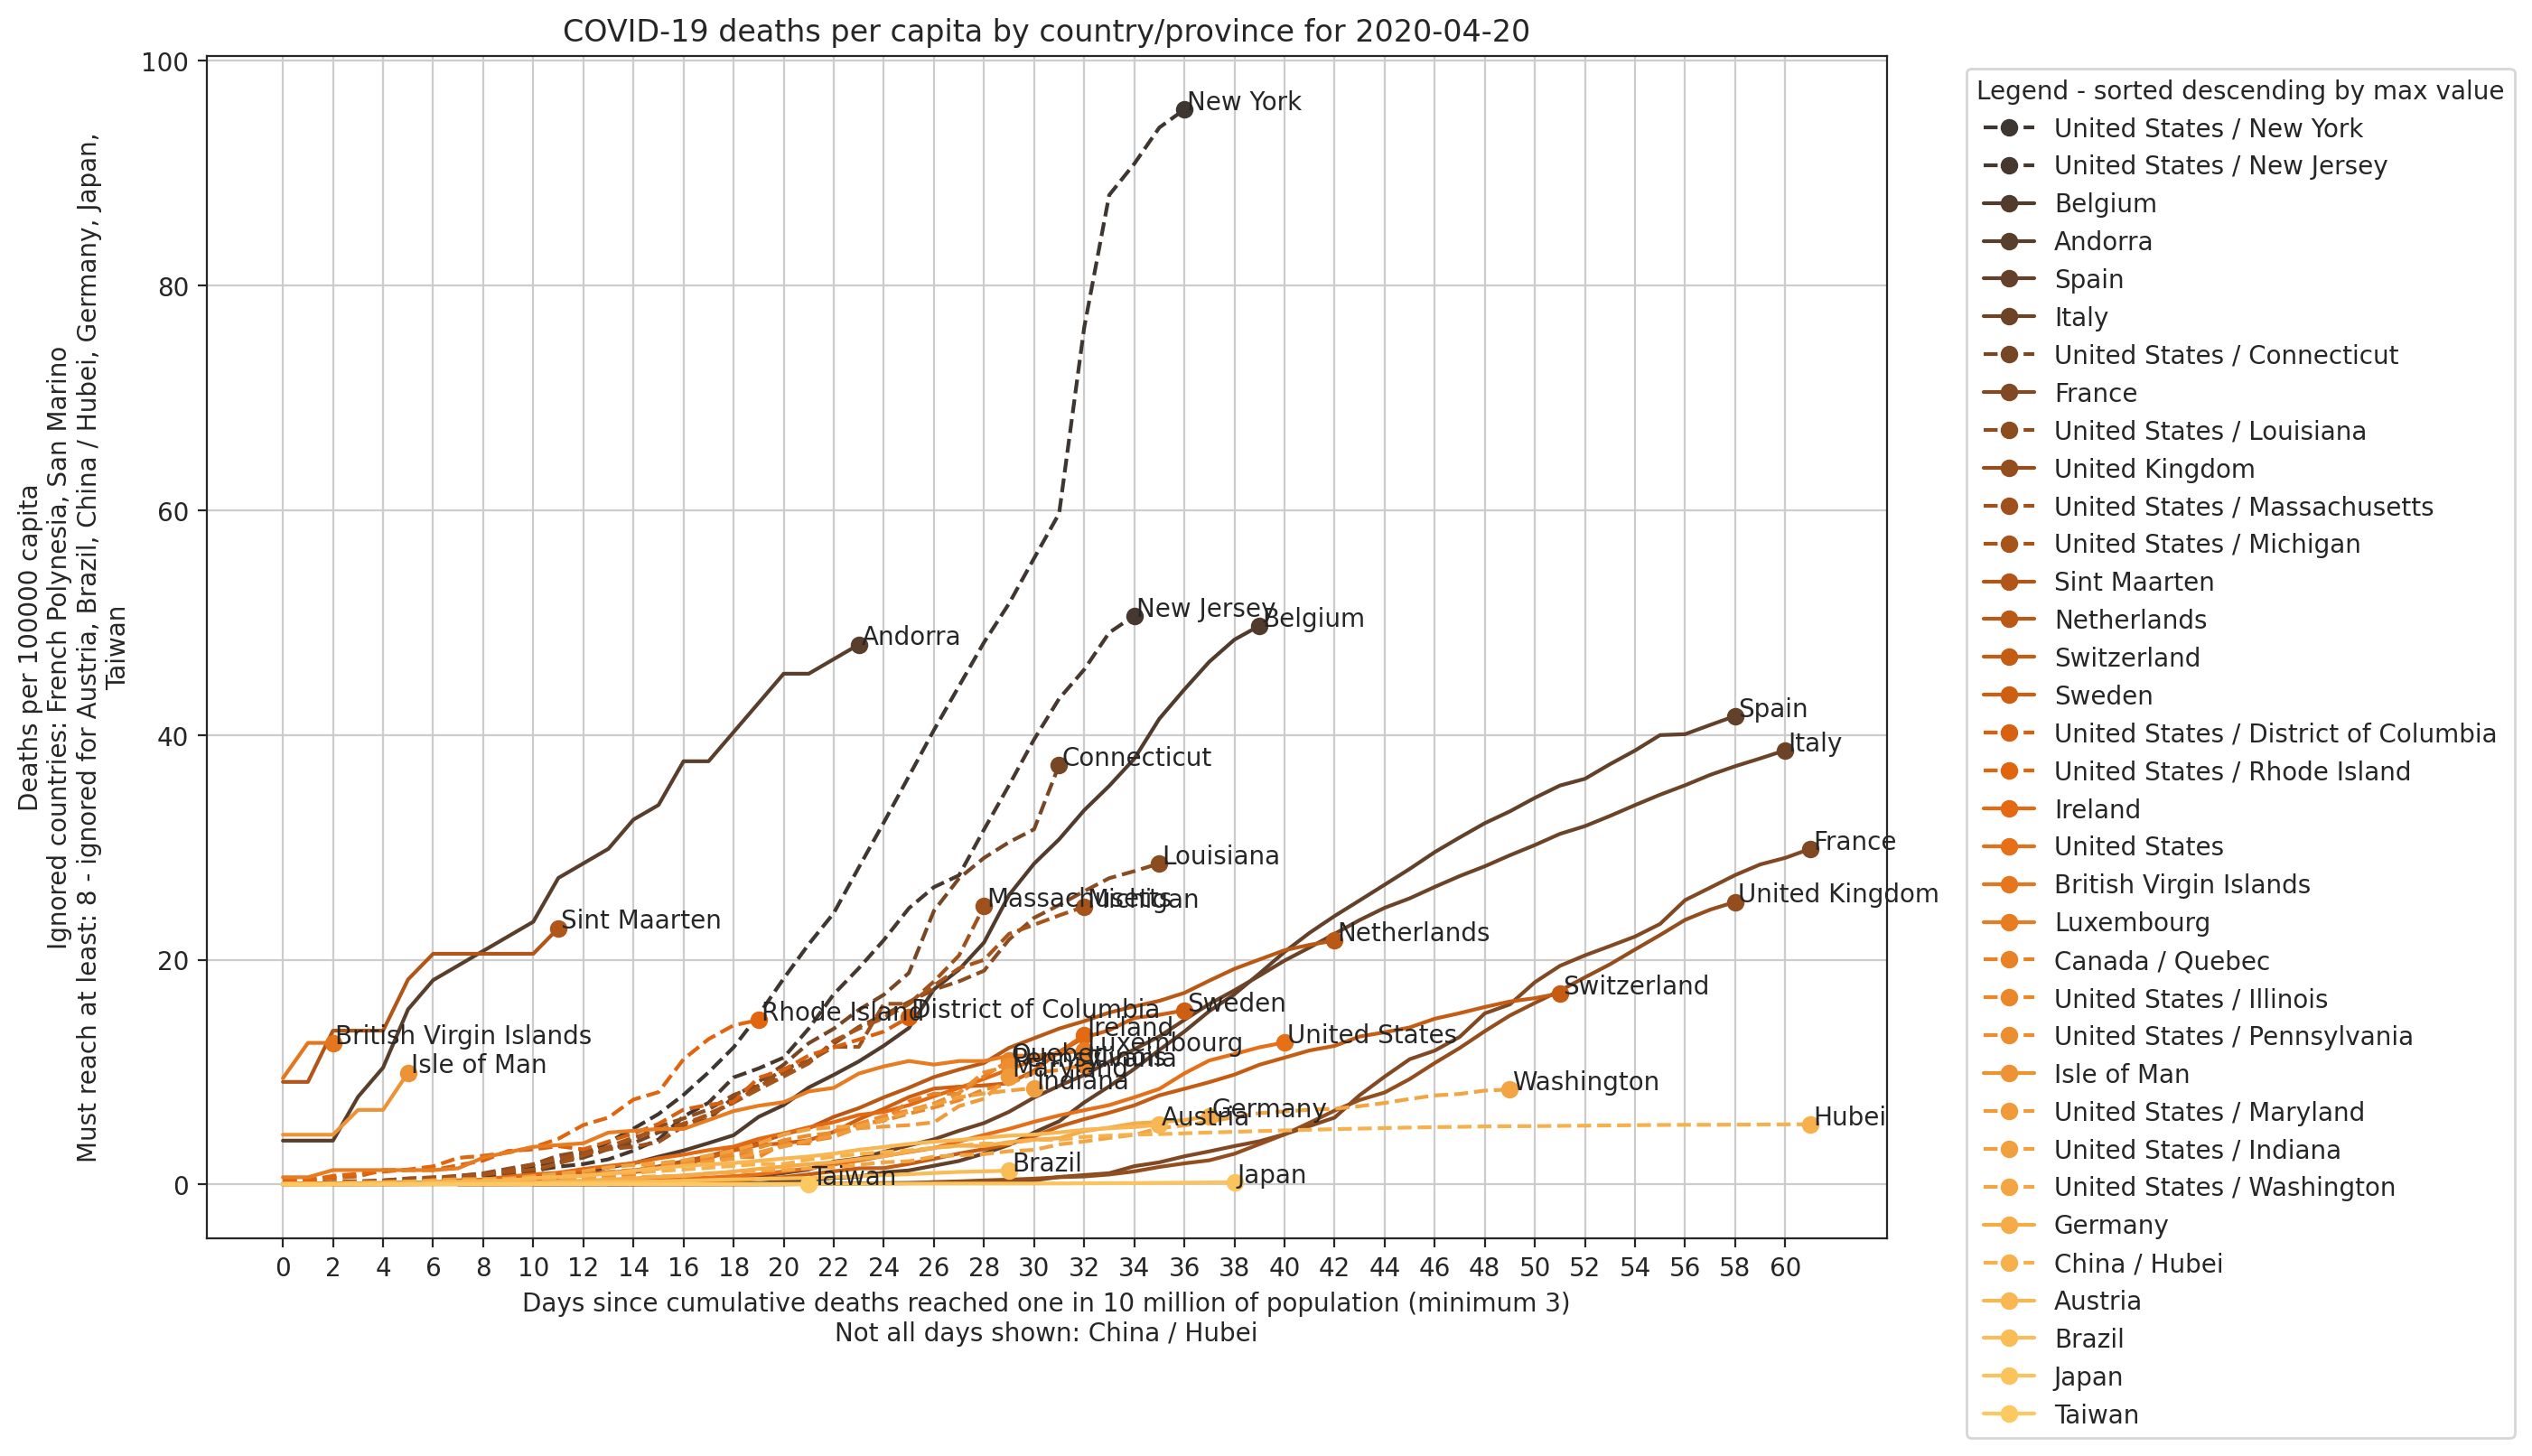 COVID-19 deaths per capita by country/province for 2020-04-20
Deaths per 100000 capita
Ignored countries: French Polynesia, San Marino
Must reach at least: 8 - ignored for Austria, Brazil, China / Hubei, Germany, Japan,
Taiwan
100
80
60
40
20
0
New York
New Jersey
Belgium
Andorra
Spain
Italy
Connecticut
France
Louisiana
United Kingdom
Massachusetts
Michigan
Sint Maarten
Netherlands
Switzerland
Sweden
District of Columbia
Rhode Island
Ireland
United States
British Virgin Islands
Luxembourg
Quebec
Illinois
Pennsylvania
Isle of Man
Maryland
Indiana
Washington
Germany
Hubei
Austria
Brazil
Japan
Taiwan
0 2 4 6 8 10 12 14 16 18 20 22 24 26 28 30 32 34 36 38 40 42 44 46 48 50 52 54 56 58 60
Days since cumulative deaths reached one in 10 million of population (minimum 3)
Not all days shown: China / Hubei
Legend - sorted descending by max value
United States / New York
United States / New Jersey
Belgium
Andorra
Spain
Italy
United States / Connecticut
France
United States / Louisiana
United Kingdom
United States / Massachusetts
United States / Michigan
Sint Maarten
Netherlands
Switzerland
Sweden
United States / District of Columbia
United States / Rhode Island
Ireland
United States
British Virgin Islands
Luxembourg
Canada / Quebec
United States / Illinois
United States / Pennsylvania
Isle of Man
United States / Maryland
United States / Indiana
United States / Washington
Germany
China / Hubei
Austria
Brazil
Japan
Taiwan